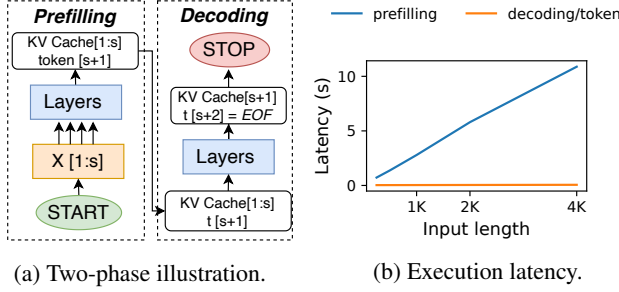 Prefilling
KV Cache[1:s]
token [s+1]
Layers
X [1:s]
START
Decoding
STOP
KV Cache[s+1]
t [s+2] = EOF
Layers
KV Cache[1:s]
t [s+1]
(a) Two-phase illustration.
prefilling
decoding/token
Latency (s)
10
5
0
1K
2K
4K
Input length
(b) Execution latency.